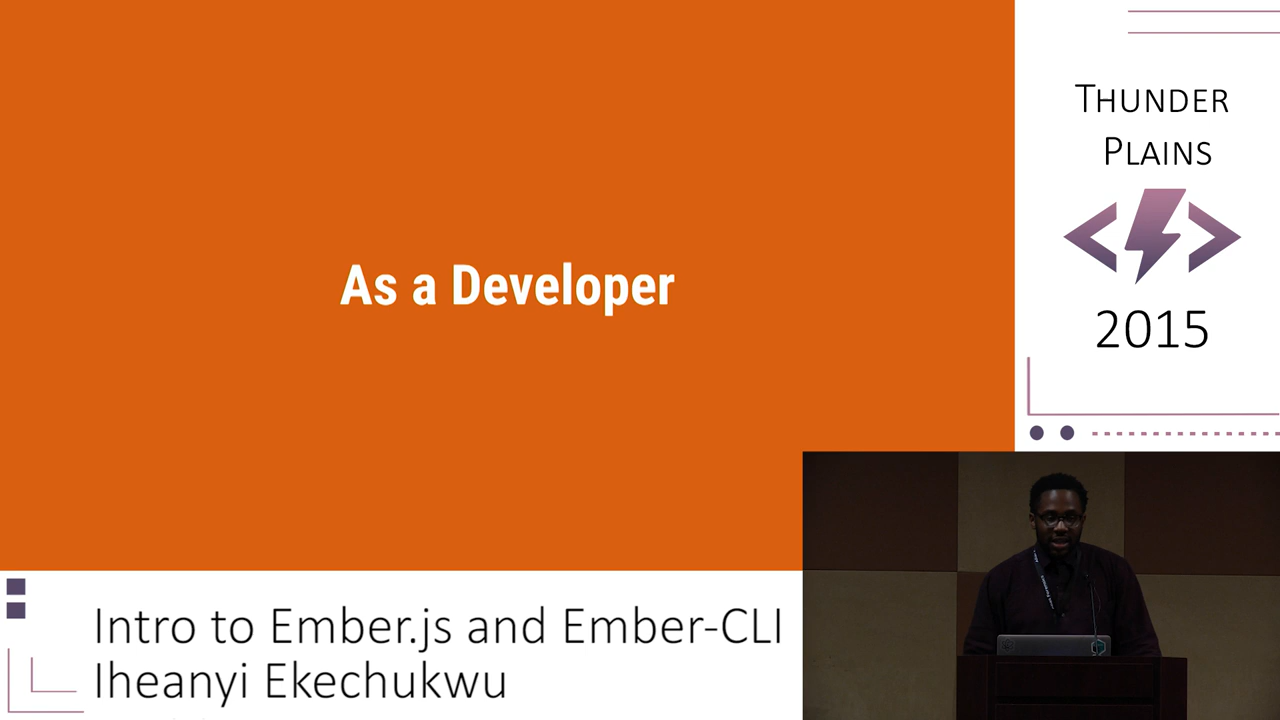 As a Developer
THUNDER
PLAINS
2015
Intro to Ember.js and Ember-CLI
Iheanyi Ekechukwu